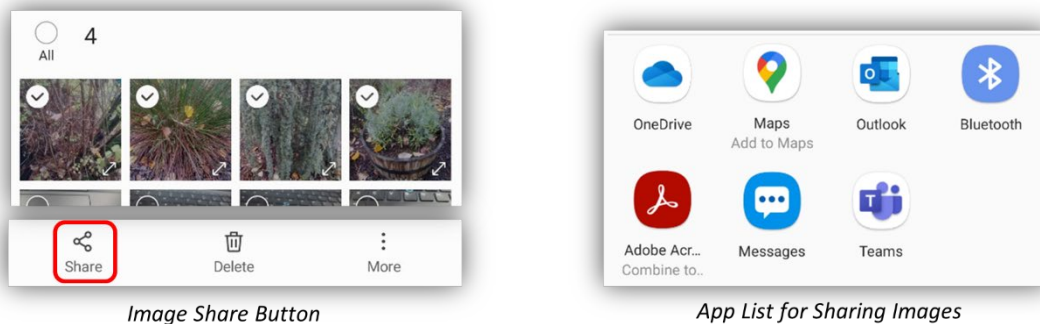 4
All
Share
Delete
More
Image Share Button
OneDrive
Maps
Outlook
Bluetooth
Add to Maps
Adobe Acr...
Messages
Teams
Combine to..
App List for Sharing Images